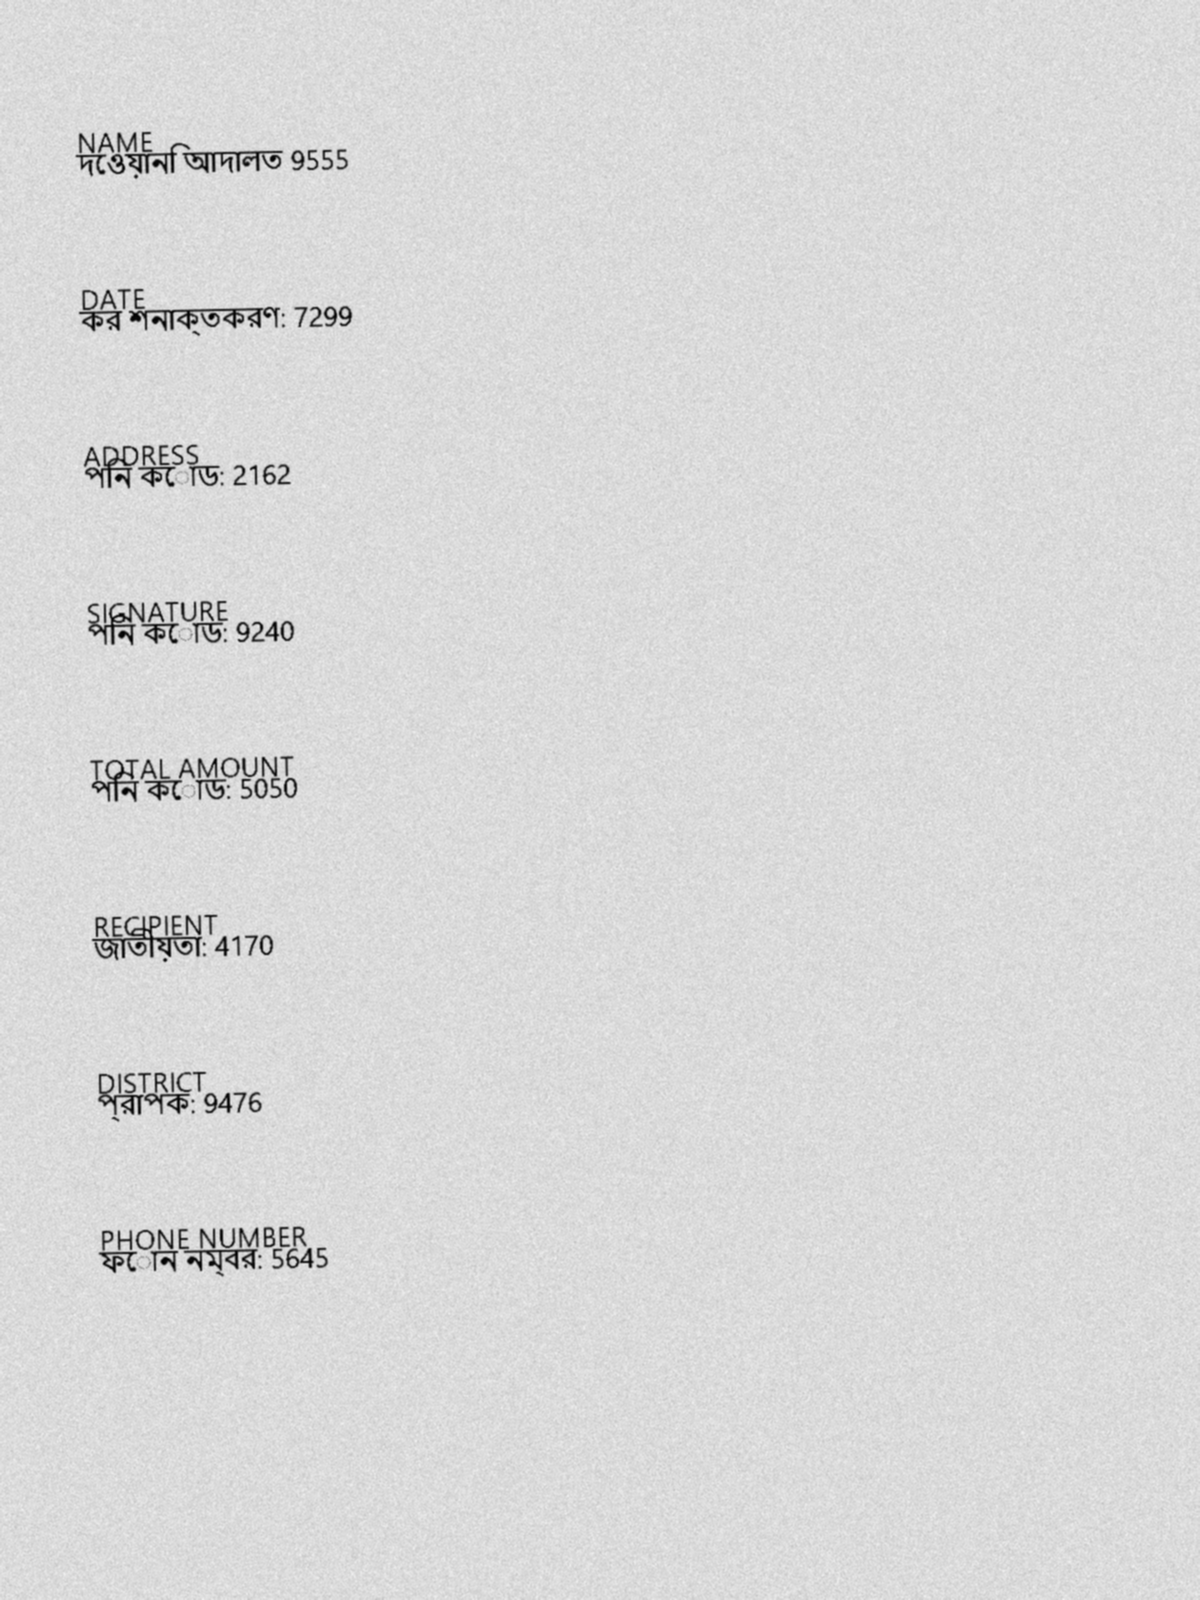 NAME
দেওয়ানি আদালত 9555
DATE
কর শনাক্তকরণ: 7299
ADDRESS
পিন কোড: 2162
SIGNATURE
পিন কোড: 9240
TOTAL AMOUNT
পিন কোড: 5050
RECIPIENT
জাতীয়তা: 4170
DISTRICT
প্রাপক: 9476
PHONE NUMBER
ফোন নম্বর: 5645